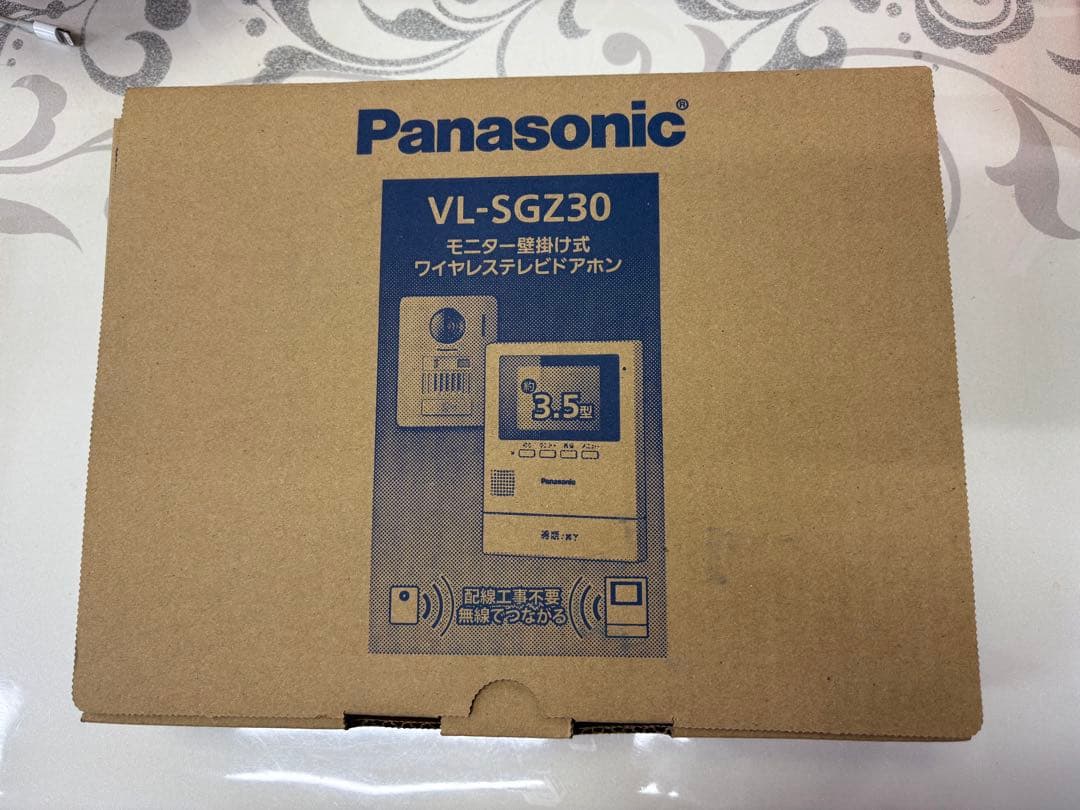 Panasonic®
VL-SGZ30
モニター壁掛け式
ワイヤレステレビドアホン
約
3.5型
Panasonic
配線工事不要
無線でつながる